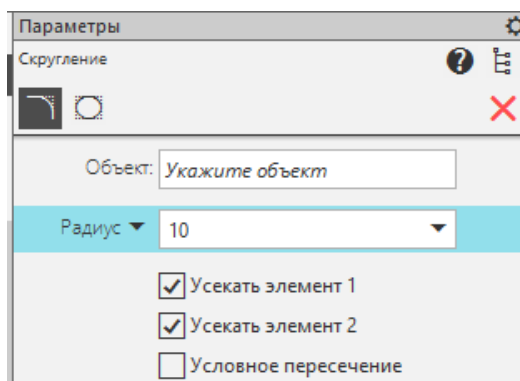 Параметры
Скругление
Объект: Укажите объект
Радиус 10
Усекать элемент 1
Усекать элемент 2
Условное пересечение